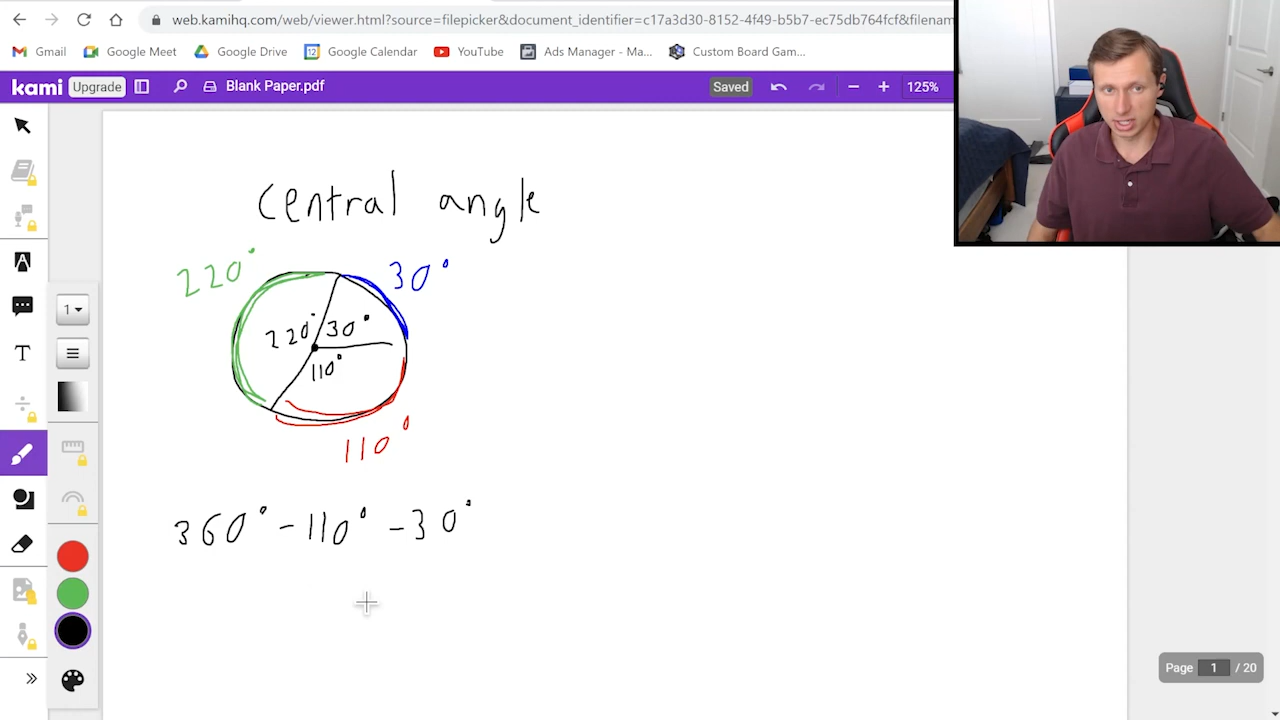 web.kamihq.com/web/viewer.html?source=filepicker&document_identifier=c17a3d30-8152-4f49-b5b7-ec75db764fcf&filenam
Gmail Google Meet Google Drive Google Calendar YouTube Ads Manager - Ma... Custom Board Gam...
kami Upgrade Blank Paper.pdf Saved 125%
central angle
220°
30°
220° 30°
110°
110°
360° - 110° - 30°
1
T
Page 1 / 20